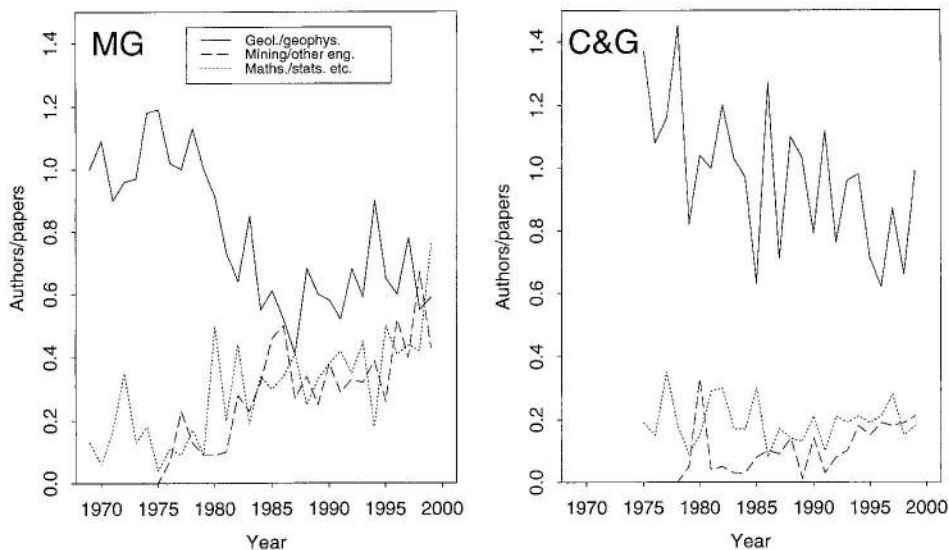 MG
Geol./geophys.
Mining/other eng.
Maths./stats. etc.
Authors/papers
1.4
1.2
1.0
0.8
0.6
0.4
0.2
0.0
1970 1975 1980 1985 1990 1995 2000
Year
C&G
Authors/papers
1.4
1.2
1.0
0.8
0.6
0.4
0.2
0.0
1970 1975 1980 1985 1990 1995 2000
Year